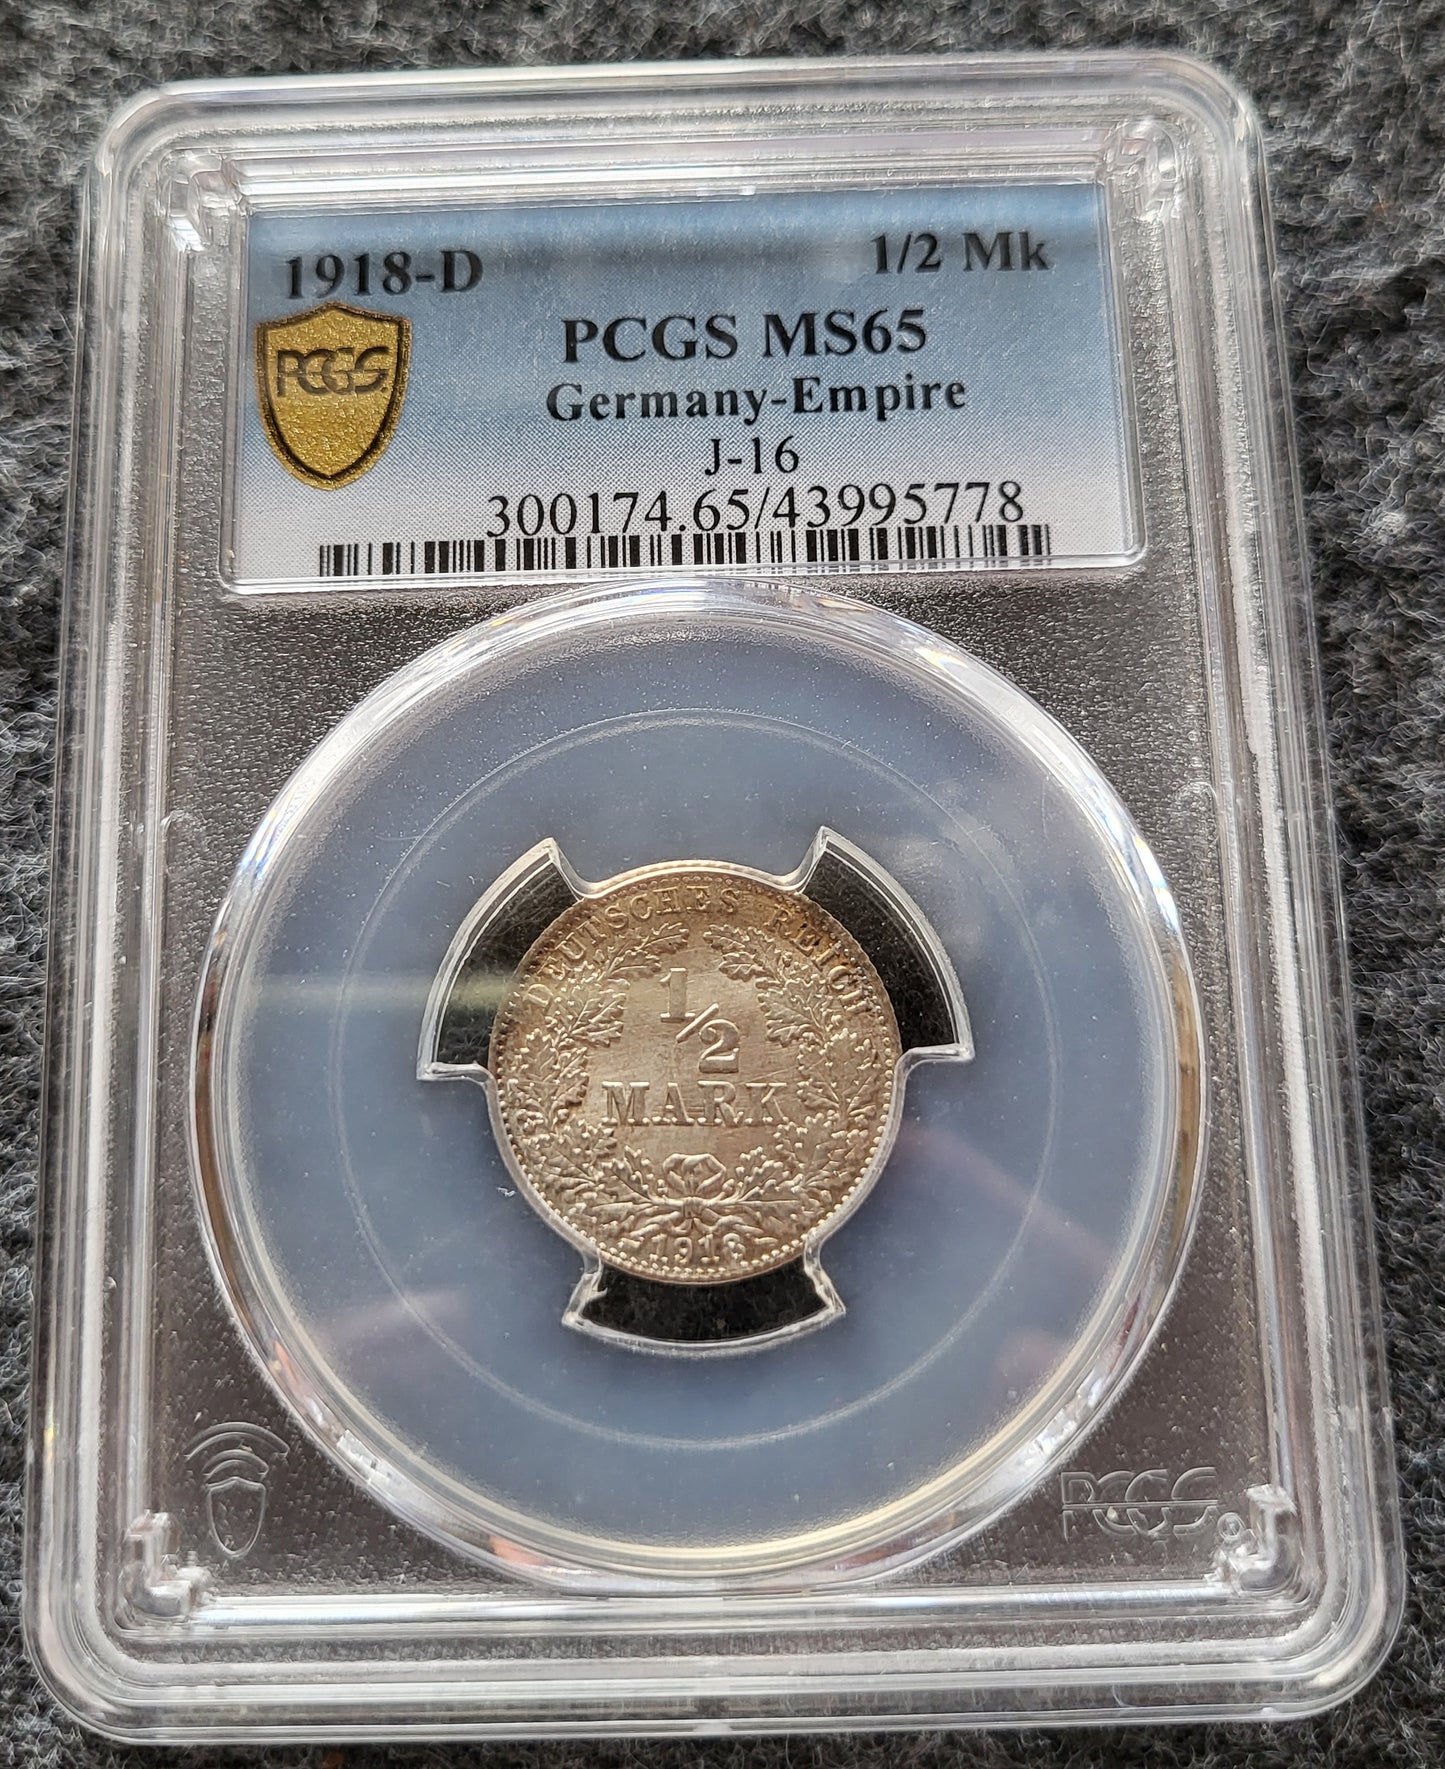 1918-D 1/2 Mk
PCGS
PCGS MS65
Germany-Empire
J-16
300174.65/43995778
DEUTSCHES REICH
1/2
MARK
1918
PCGS®